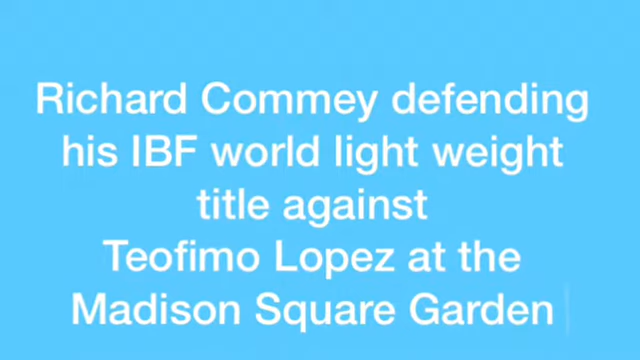 Richard Commey defending
his IBF world light weight
title against
Teofimo Lopez at the
Madison Square Garden